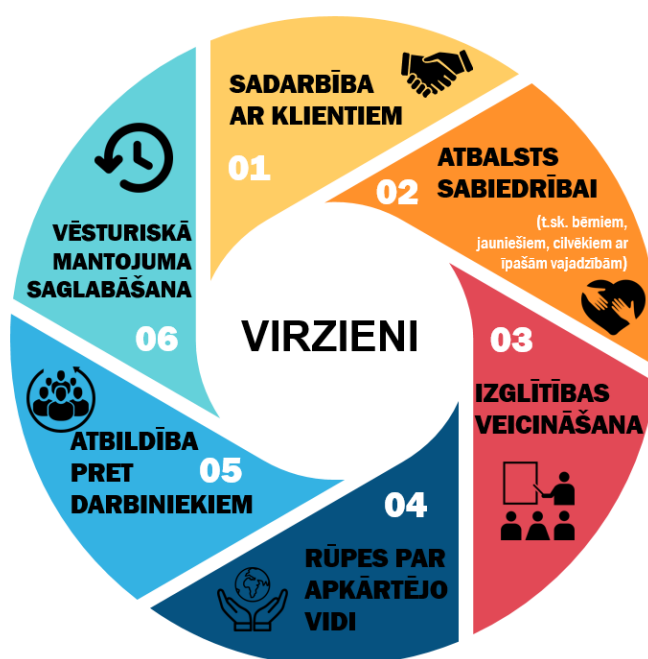 VIRZIENI
SADARBĪBA
AR KLIENTIEM
01
02
ATBALSTS
SABIEDRĪBAI
(t.sk. bērniem,
jauniešiem, cilvēkiem ar
īpašām vajadzībām)
03
IZGLĪTĪBAS
VEICINĀŠANA
04
RŪPES PAR
APKĀRTĒJO
VIDI
05
ATBILDĪBA
PRET
DARBINIEKIEM
06
VĒSTURISKĀ
MANTOJUMA
SAGLABĀŠANA